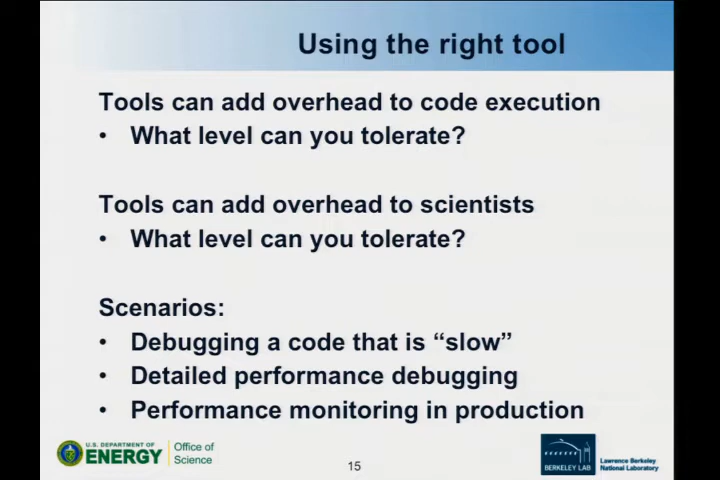 Using the right tool
Tools can add overhead to code execution
• What level can you tolerate?
Tools can add overhead to scientists
• What level can you tolerate?
Scenarios:
• Debugging a code that is “slow”
• Detailed performance debugging
• Performance monitoring in production
U.S. DEPARTMENT OF
ENERGY
Office of
Science
15
BERKELEY LAB
Lawrence Berkeley
National Laboratory